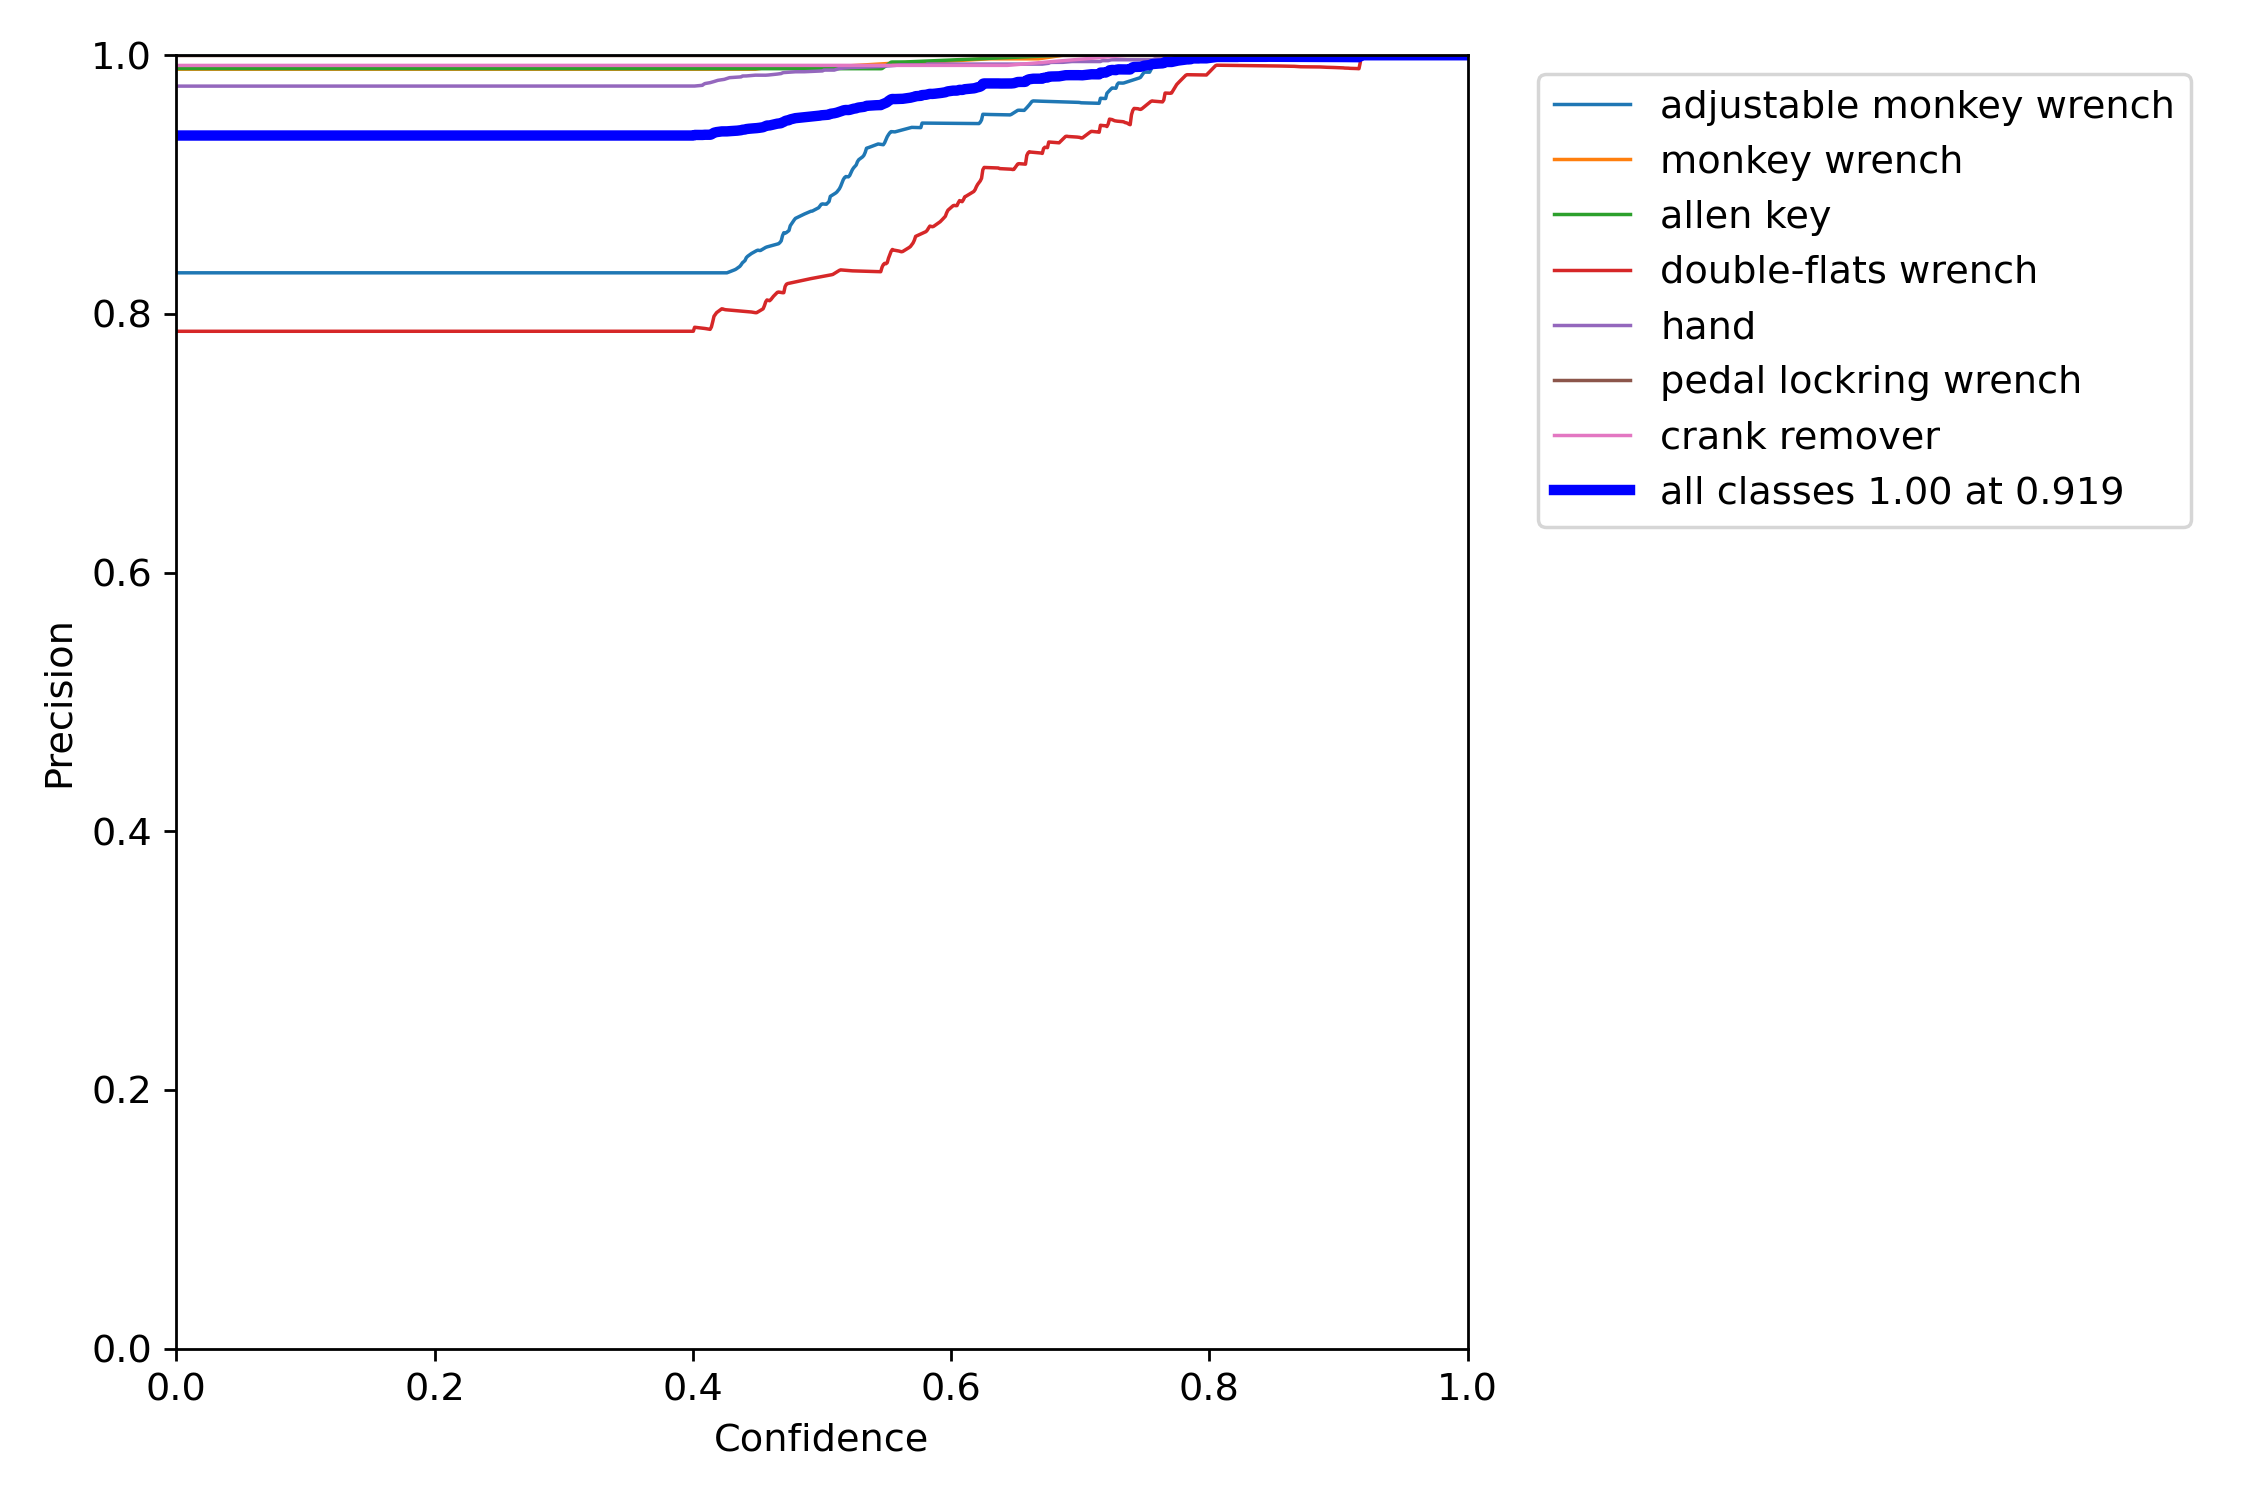 1.0
0.8
0.6
0.4
0.2
0.0
Precision
0.0 0.2 0.4 0.6 0.8 1.0
Confidence
adjustable monkey wrench
monkey wrench
allen key
double-flats wrench
hand
pedal lockring wrench
crank remover
all classes 1.00 at 0.919